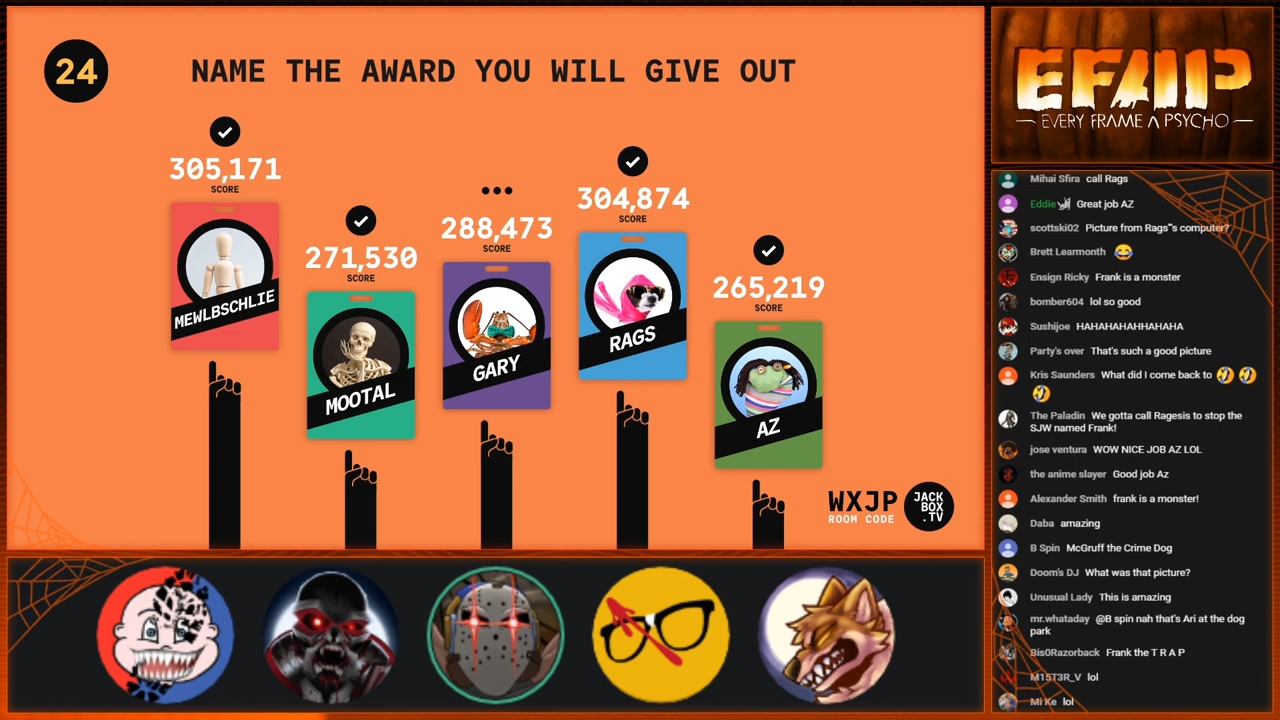 24
NAME THE AWARD YOU WILL GIVE OUT
305,171
SCORE
MEWLBSCHLIE
271,530
SCORE
MOOTAL
288,473
SCORE
GARY
304,874
SCORE
RAGS
265,219
SCORE
AZ
WXJP
ROOM CODE
JACK
BOX
.TV
EFAP
EVERY FRAME A PSYCHO
Mihai Sfira call Rags
Eddie Great job AZ
scottski02 Picture from Rags"s computer?
Brett Learmonth 😂
Ensign Ricky Frank is a monster
bomber604 lol so good
Sushijoe HAHAHAHAHHAHAHA
Party's over That's such a good picture
Kris Saunders What did I come back to 🤣 🤣
🤣
The Paladin We gotta call Ragesis to stop the
SJW named Frank!
jose ventura WOW NICE JOB AZ LOL
the anime slayer Good job Az
Alexander Smith frank is a monster!
Daba amazing
B Spin McGruff the Crime Dog
Doom's DJ What was that picture?
Unusual Lady This is amazing
mr.whataday @B spin nah that's Ari at the dog
park
Bis0Razorback Frank the T R A P
M15T3R_V lol
Mi Ke lol